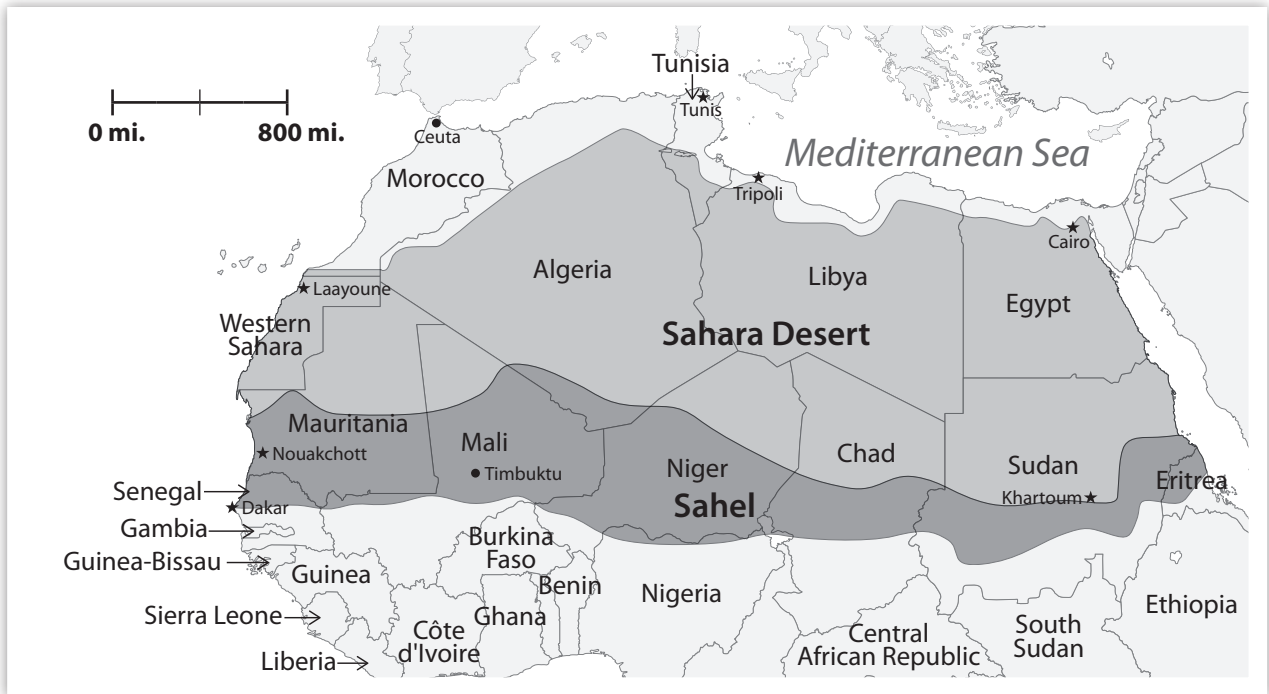 Tunisia
Tunis
0 mi.
800 mi.
Ceuta
Mediterranean Sea
Morocco
Tripoli
Cairo
Algeria
Libya
Laayoune
Egypt
Western
Sahara
Sahara Desert
Mauritania
Mali
Nouakchott
Chad
Niger
Sudan
Timbuktu
Eritrea
Senegal
Khartoum
Sahel
Dakar
Gambia
Burkina
Faso
Guinea-Bissau
Guinea
Benin
Nigeria
Ethiopia
Sierra Leone
Ghana
Côte
d'Ivoire
Central
African Republic
South
Sudan
Liberia